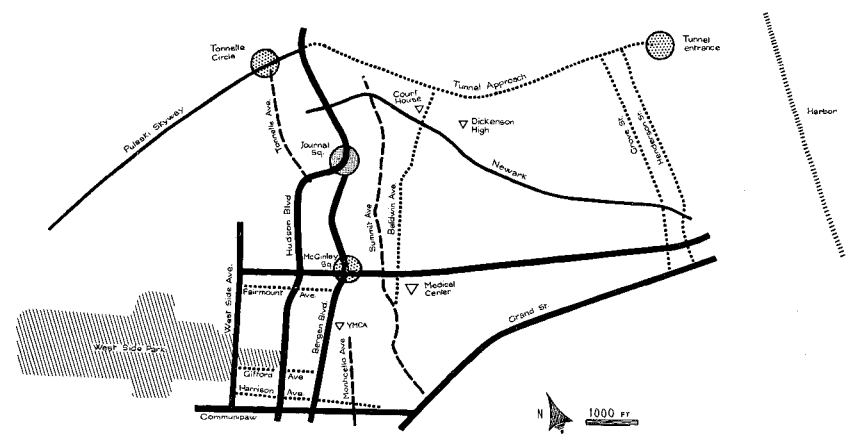 Tonnelle
Circle
Tunnel
entrance
Tunnel Approach
Harbor
Court
House
Dickenson
High
Pulaski Skyway
Tonnelle Ave.
Journal
Sq.
Grove St.
Henderson St.
Newark
Hudson Blvd
Summit Ave
Baldwin Ave.
McGinley
Sq.
West Side Ave.
Fairmount Ave.
Medical
Center
Bergen Blvd.
YMCA
Grand St.
West Side Park
Monticello Ave
Gifford Ave
Harrison Ave.
Communipaw
N
1000 FT